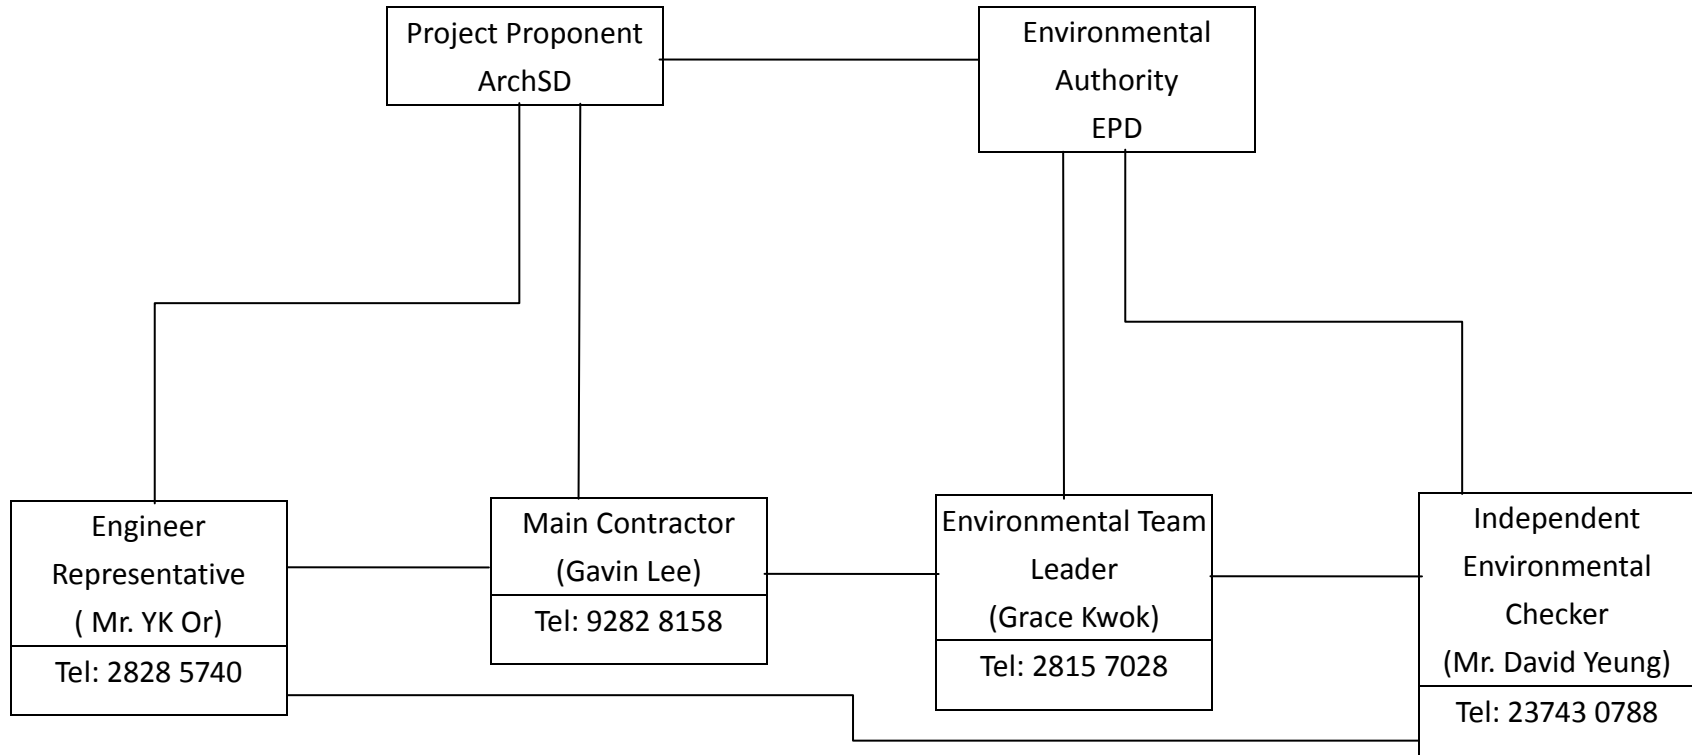 Project Proponent
ArchSD
Environmental
Authority
EPD
Engineer
Representative
( Mr. YK Or)
Tel: 2828 5740
Main Contractor
(Gavin Lee)
Tel: 9282 8158
Environmental Team
Leader
(Grace Kwok)
Tel: 2815 7028
Independent
Environmental
Checker
(Mr. David Yeung)
Tel: 23743 0788